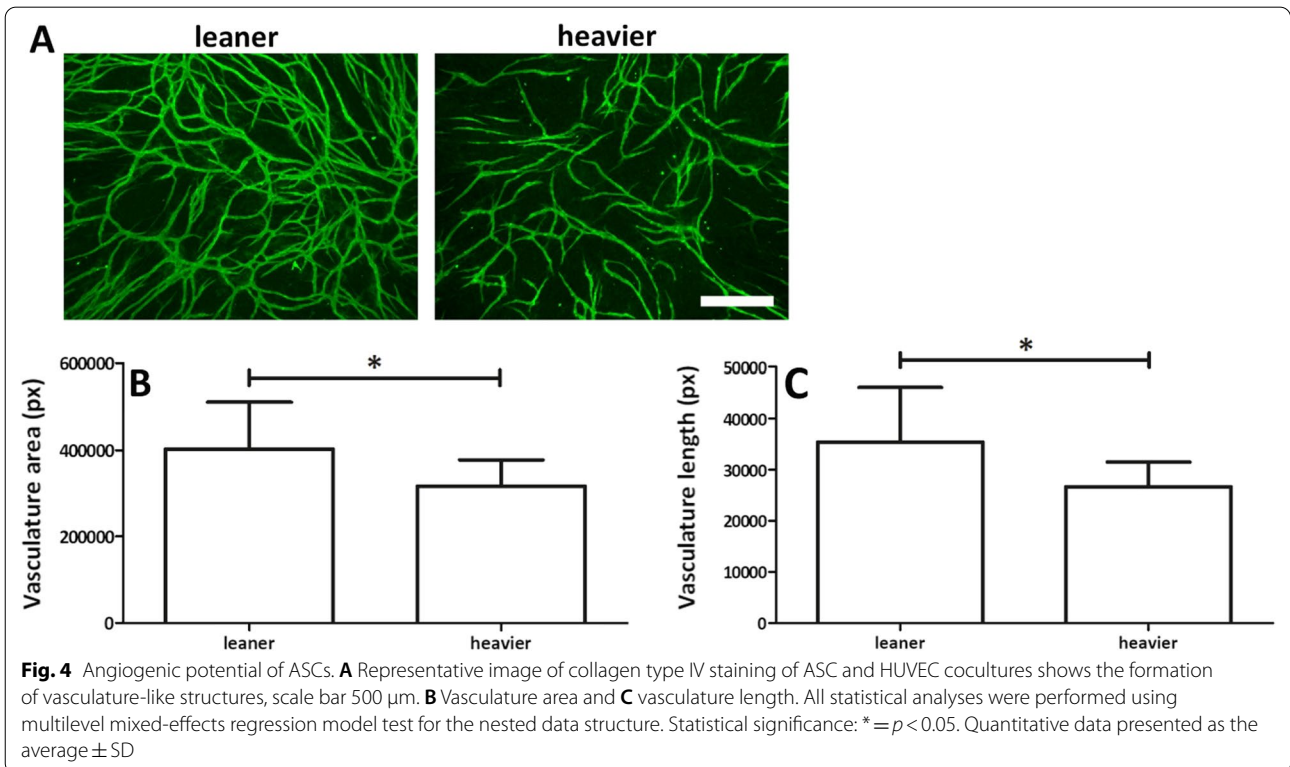 A
leaner
heavier
B
*
Vasculature area (px)
600000
400000
200000
0
leaner
heavier
C
*
Vasculature length (px)
50000
40000
30000
20000
10000
0
leaner
heavier
Fig. 4 Angiogenic potential of ASCs. A Representative image of collagen type IV staining of ASC and HUVEC cocultures shows the formation
of vasculature-like structures, scale bar 500 µm. B Vasculature area and C vasculature length. All statistical analyses were performed using
multilevel mixed-effects regression model test for the nested data structure. Statistical significance: * = p < 0.05. Quantitative data presented as the
average ± SD